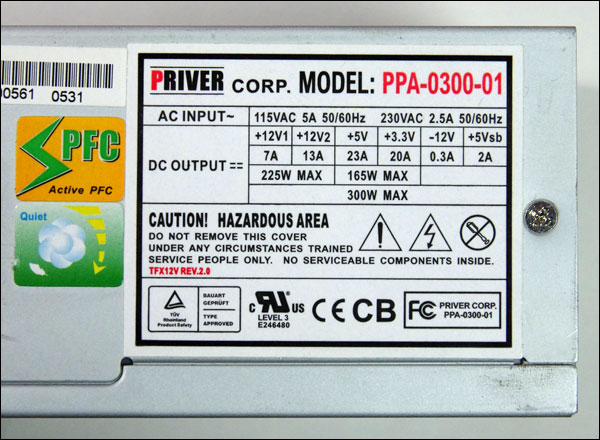 00561 0531
SPFC
Active PFC
Quiet
PRIVER CORP. MODEL: PPA-0300-01
AC INPUT~ 115VAC 5A 50/60Hz 230VAC 2.5A 50/60Hz
DC OUTPUT +12V1 +12V2 +5V +3.3V -12V +5Vsb
7A 13A 23A 20A 0.3A 2A
225W MAX 165W MAX
300W MAX
CAUTION! HAZARDOUS AREA
DO NOT REMOVE THIS COVER
UNDER ANY CIRCUMSTANCES TRAINED
SERVICE PEOPLE ONLY. NO SERVICEABLE COMPONENTS INSIDE.
TFX12V REV.2.0
TÜV
Rheinland
Product Safety
BAUART
GEPRÜFT
TYPE
APPROVED
c RU US
LEVEL 3
E246480
CE CB
FC PRIVER CORP.
PPA-0300-01